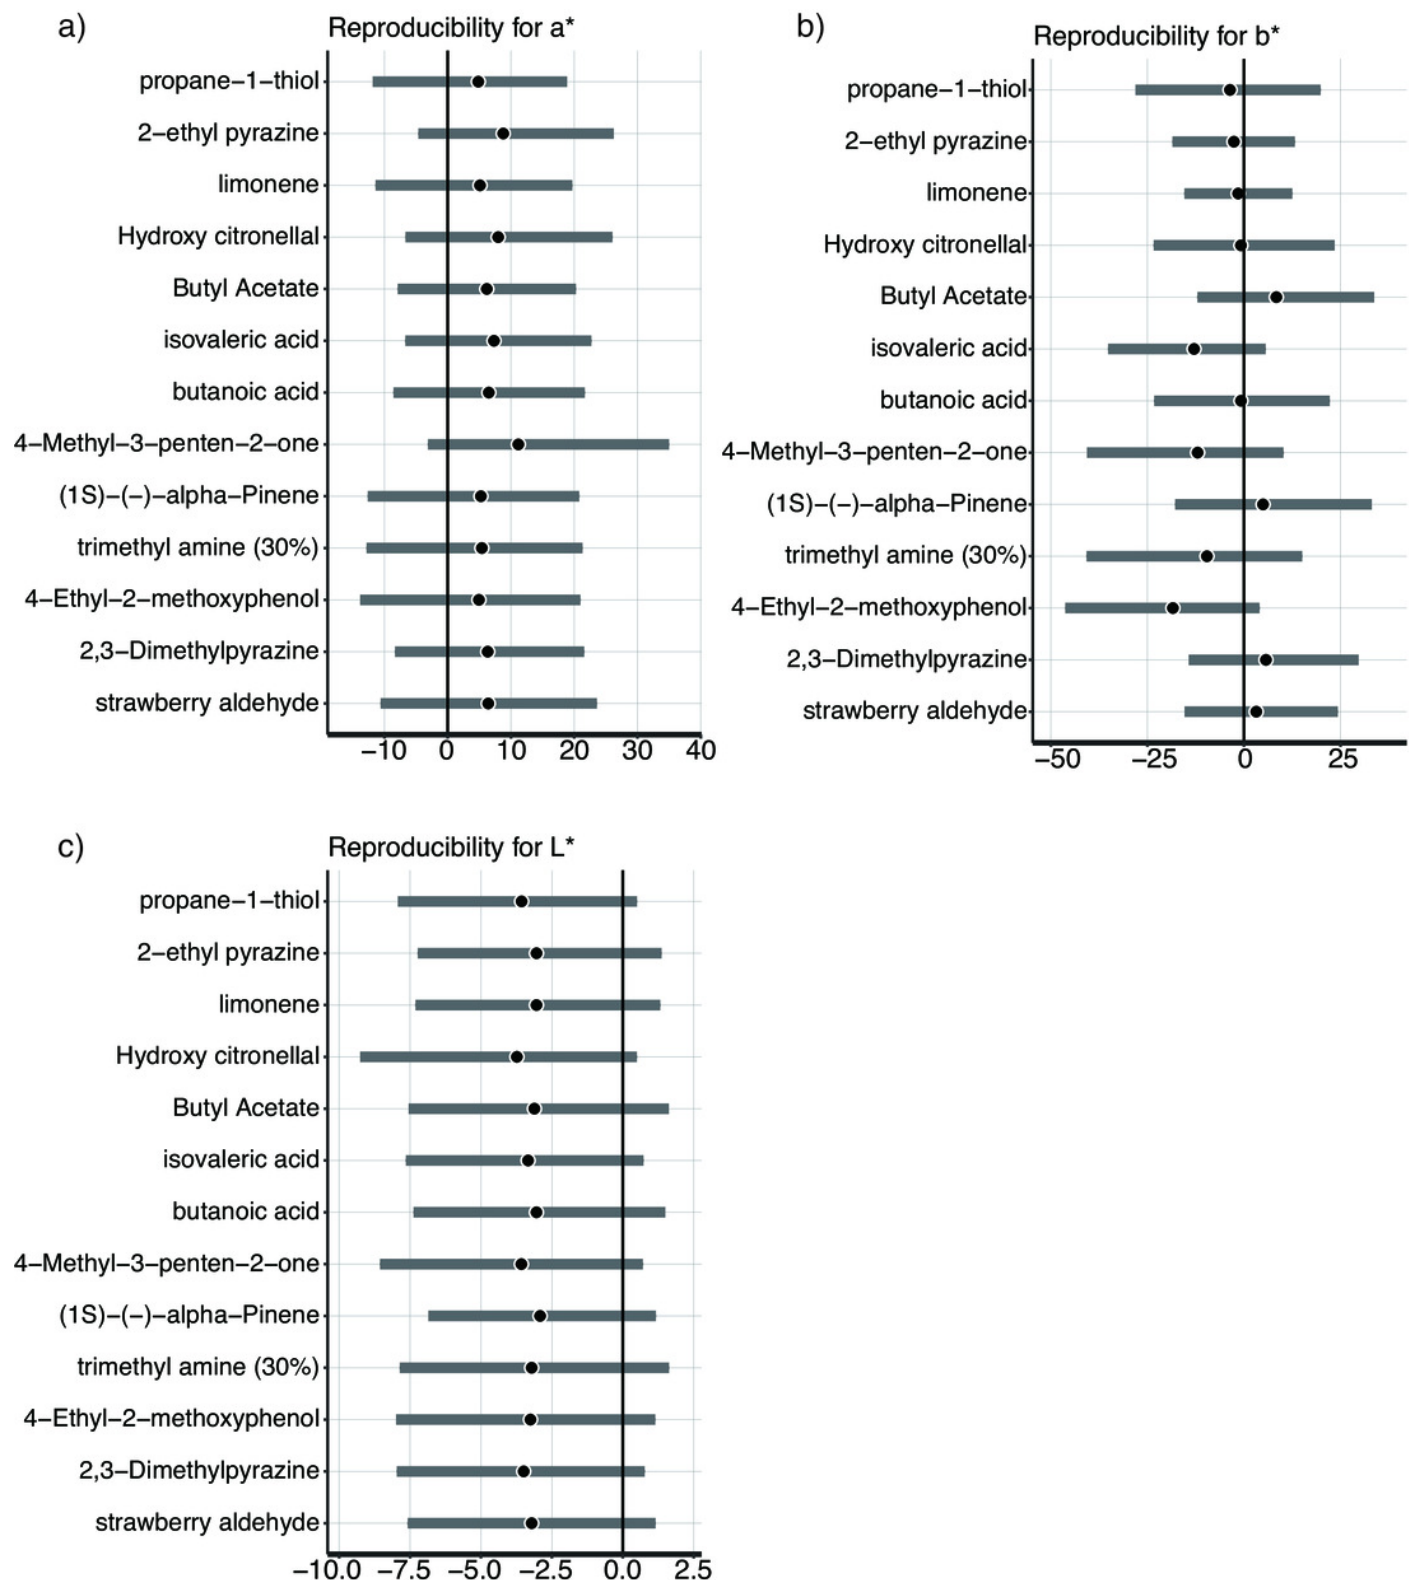 a)
Reproducibility for a*
propane−1−thiol
2−ethyl pyrazine
limonene
Hydroxy citronellal
Butyl Acetate
isovaleric acid
butanoic acid
4−Methyl−3−penten−2−one
(1S)−(−)−alpha−Pinene
trimethyl amine (30%)
4−Ethyl−2−methoxyphenol
2,3−Dimethylpyrazine
strawberry aldehyde
−10 0 10 20 30 40
b)
Reproducibility for b*
propane−1−thiol
2−ethyl pyrazine
limonene
Hydroxy citronellal
Butyl Acetate
isovaleric acid
butanoic acid
4−Methyl−3−penten−2−one
(1S)−(−)−alpha−Pinene
trimethyl amine (30%)
4−Ethyl−2−methoxyphenol
2,3−Dimethylpyrazine
strawberry aldehyde
−50 −25 0 25
c)
Reproducibility for L*
propane−1−thiol
2−ethyl pyrazine
limonene
Hydroxy citronellal
Butyl Acetate
isovaleric acid
butanoic acid
4−Methyl−3−penten−2−one
(1S)−(−)−alpha−Pinene
trimethyl amine (30%)
4−Ethyl−2−methoxyphenol
2,3−Dimethylpyrazine
strawberry aldehyde
−10.0 −7.5 −5.0 −2.5 0.0 2.5